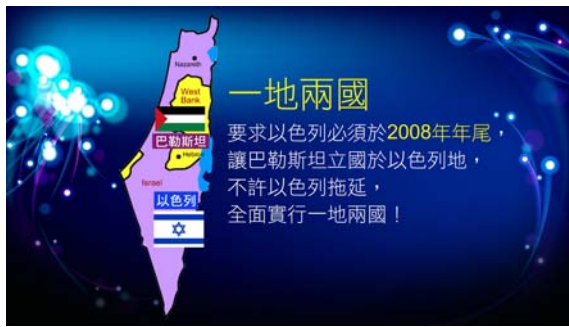 Nazareth
West
Bank
巴勒斯坦
Hebron
Israel
以色列
一地兩國
要求以色列必須於2008年年尾，
讓巴勒斯坦立國於以色列地，
不許以色列拖延，
全面實行一地兩國！